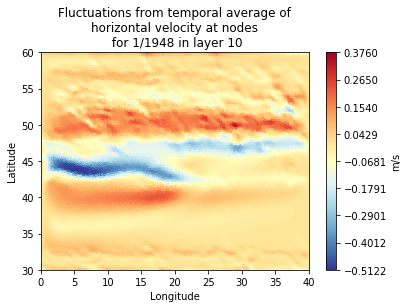 Fluctuations from temporal average of
horizontal velocity at nodes
for 1/1948 in layer 10
60
55
50
45
40
35
30
Latitude
0 5 10 15 20 25 30 35 40
Longitude
0.3760
0.2650
0.1540
0.0429
−0.0681
−0.1791
−0.2901
−0.4012
−0.5122
m/s